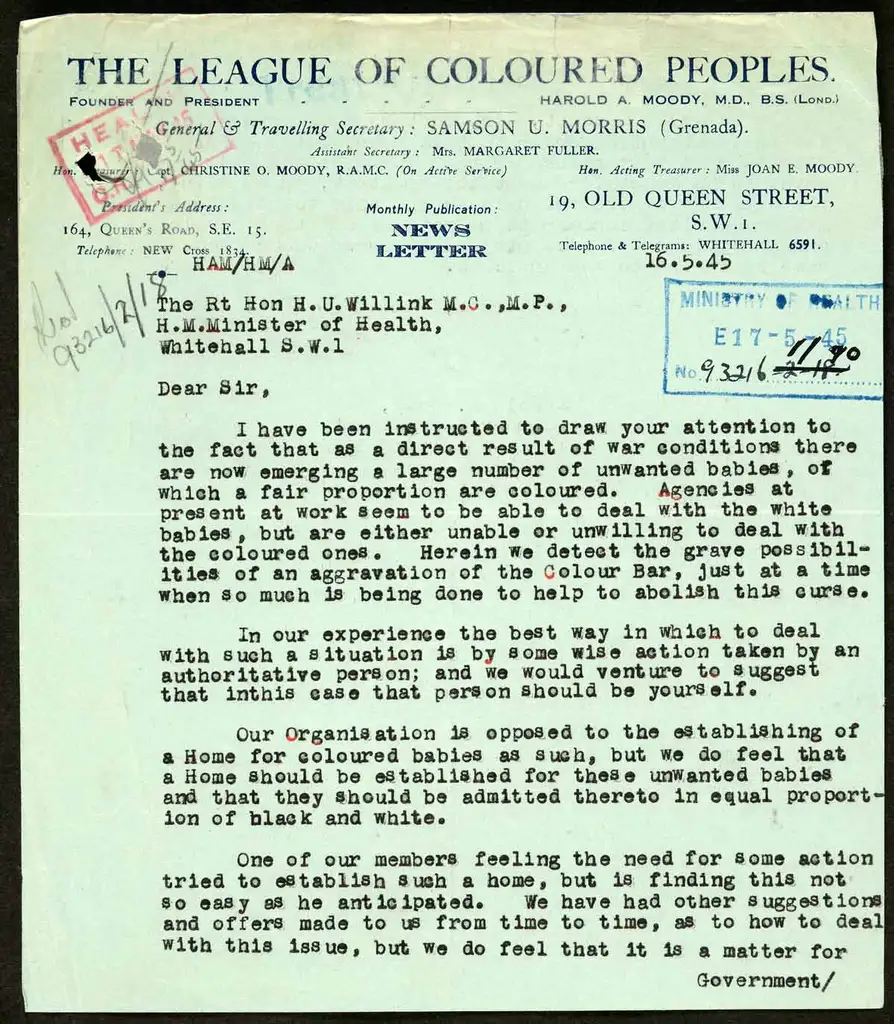 THE LEAGUE OF COLOURED PEOPLES.
FOUNDER AND PRESIDENT - - - - - HAROLD A. MOODY, M.D., B.S. (LOND.)
General & Travelling Secretary: SAMSON U. MORRIS (Grenada).
Assistant Secretary: Mrs. MARGARET FULLER.
Hon. Treasurer: Capt. CHRISTINE O. MOODY, R.A.M.C. (On Active Service) Hon. Acting Treasurer: Miss JOAN E. MOODY.
HEALTH
President's Address:
164, QUEEN'S ROAD, S.E. 15.
Telephone: NEW CROSS 1834.
Monthly Publication:
NEWS
LETTER
19, OLD QUEEN STREET,
S.W.1.
Telephone & Telegrams: WHITEHALL 6591.
HAM/HM/A
16.5.45
93216/2/18
MINISTRY OF HEALTH
E17-5-45
No. 93216 2-18
11/90
The Rt Hon H.U.Willink M.C.,M.P.,
H.M.Minister of Health,
Whitehall S.W.1
Dear Sir,
I have been instructed to draw your attention to
the fact that as a direct result of war conditions there
are now emerging a large number of unwanted babies, of
which a fair proportion are coloured. Agencies at
present at work seem to be able to deal with the white
babies, but are either unable or unwilling to deal with
the coloured ones. Herein we detect the grave possibil-
ities of an aggravation of the Colour Bar, just at a time
when so much is being done to help to abolish this curse.
In our experience the best way in which to deal
with such a situation is by some wise action taken by an
authoritative person; and we would venture to suggest
that inthis case that person should be yourself.
Our Organisation is opposed to the establishing of
a Home for coloured babies as such, but we do feel that
a Home should be established for these unwanted babies
and that they should be admitted thereto in equal proport-
ion of black and white.
One of our members feeling the need for some action
tried to establish such a home, but is finding this not
so easy as he anticipated. We have had other suggestions
and offers made to us from time to time, as to how to deal
with this issue, but we do feel that it is a matter for
Government/